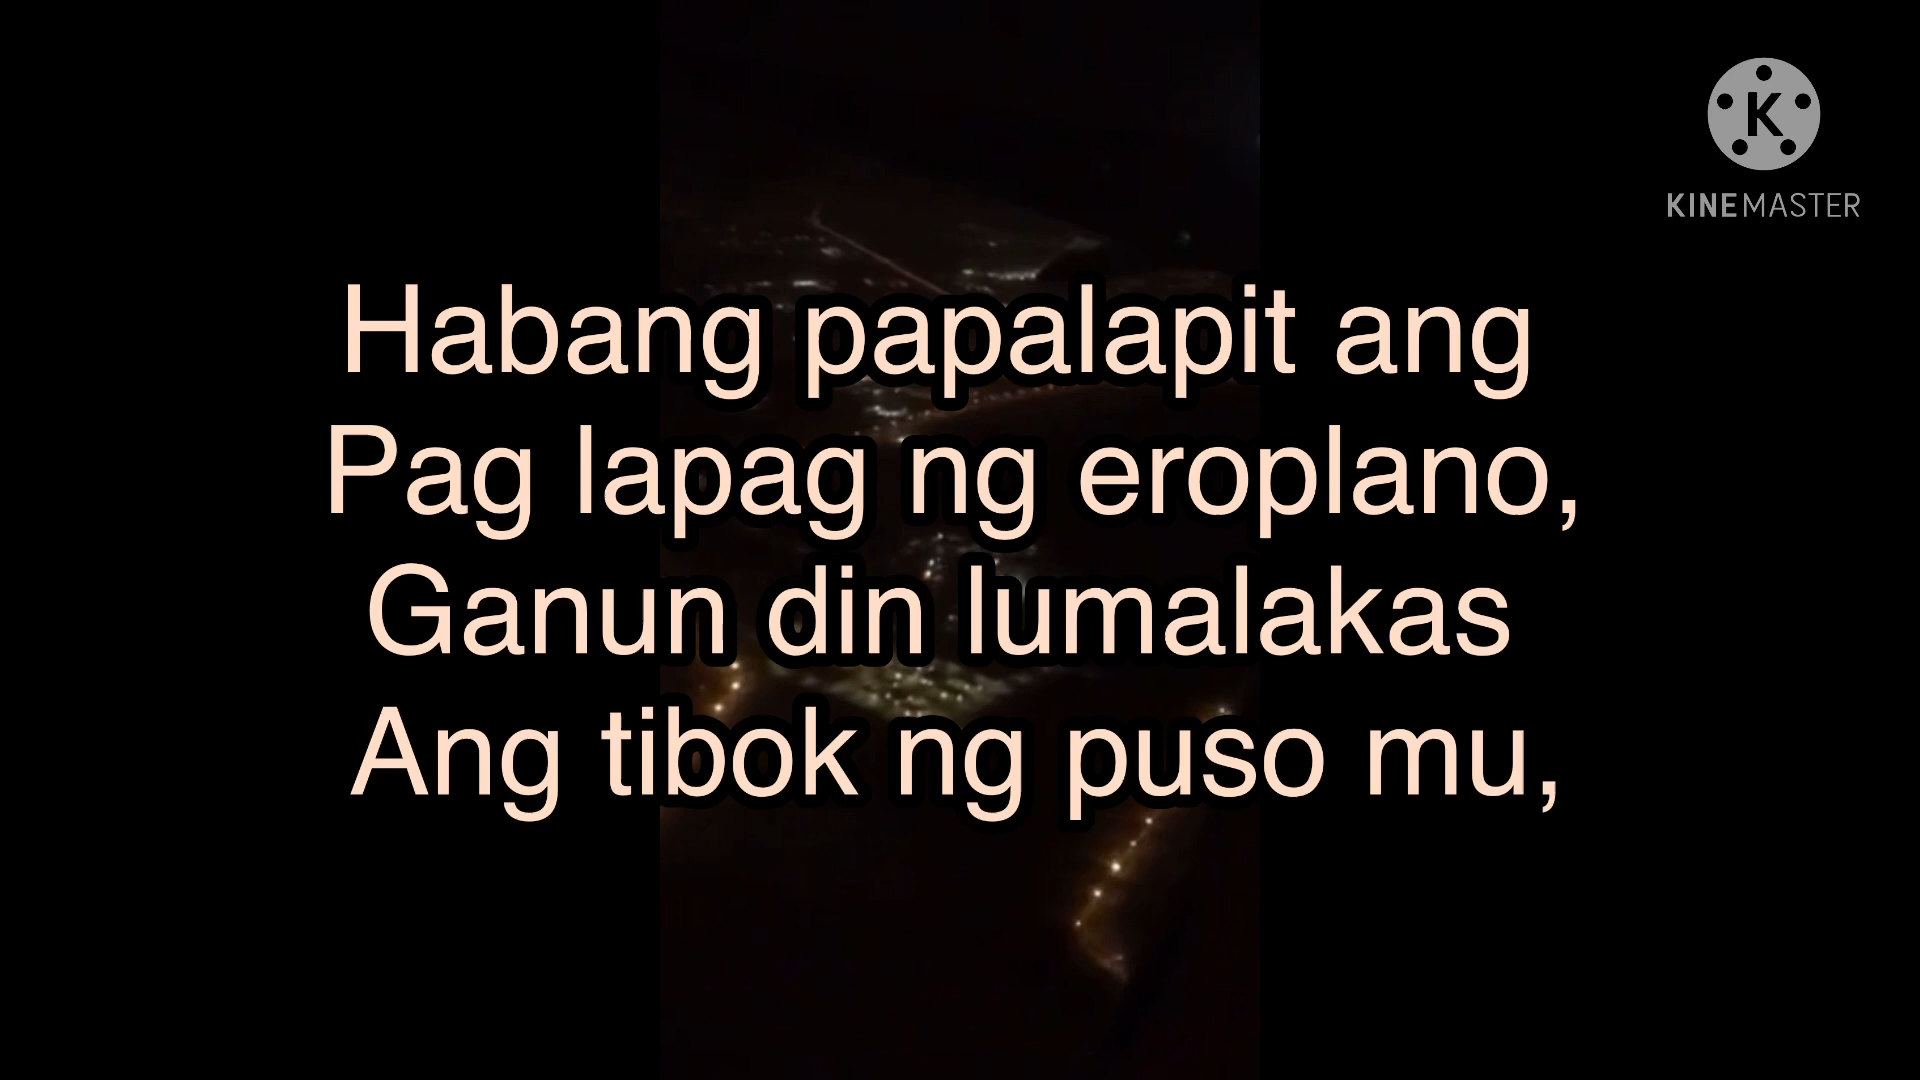 K
KINEMASTER
Habang papalapit ang
Pag lapag ng eroplano,
Ganun din lumalakas
Ang tibok ng puso mu,